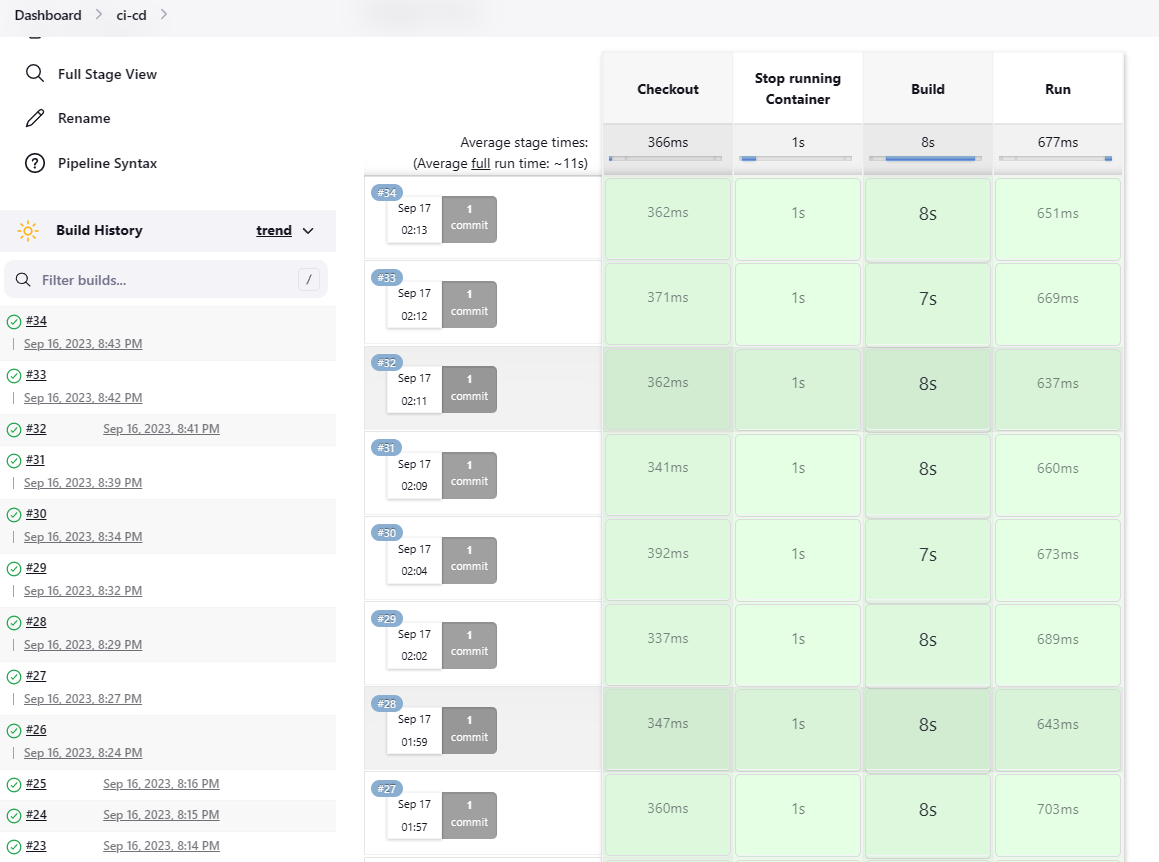 Dashboard > ci-cd >
Full Stage View
Rename
Pipeline Syntax
Build History trend
Filter builds... /
#34
Sep 16, 2023, 8:43 PM
#33
Sep 16, 2023, 8:42 PM
#32 Sep 16, 2023, 8:41 PM
#31
Sep 16, 2023, 8:39 PM
#30
Sep 16, 2023, 8:34 PM
#29
Sep 16, 2023, 8:32 PM
#28
Sep 16, 2023, 8:29 PM
#27
Sep 16, 2023, 8:27 PM
#26
Sep 16, 2023, 8:24 PM
#25 Sep 16, 2023, 8:16 PM
#24 Sep 16, 2023, 8:15 PM
#23 Sep 16, 2023, 8:14 PM
Checkout
Stop running
Container
Build
Run
Average stage times:
(Average full run time: ~11s)
366ms 1s 8s 677ms
#34
Sep 17 1
02:13 commit
362ms 1s 8s 651ms
#33
Sep 17 1
02:12 commit
371ms 1s 7s 669ms
#32
Sep 17 1
02:11 commit
362ms 1s 8s 637ms
#31
Sep 17 1
02:09 commit
341ms 1s 8s 660ms
#30
Sep 17 1
02:04 commit
392ms 1s 7s 673ms
#29
Sep 17 1
02:02 commit
337ms 1s 8s 689ms
#28
Sep 17 1
01:59 commit
347ms 1s 8s 643ms
#27
Sep 17 1
01:57 commit
360ms 1s 8s 703ms